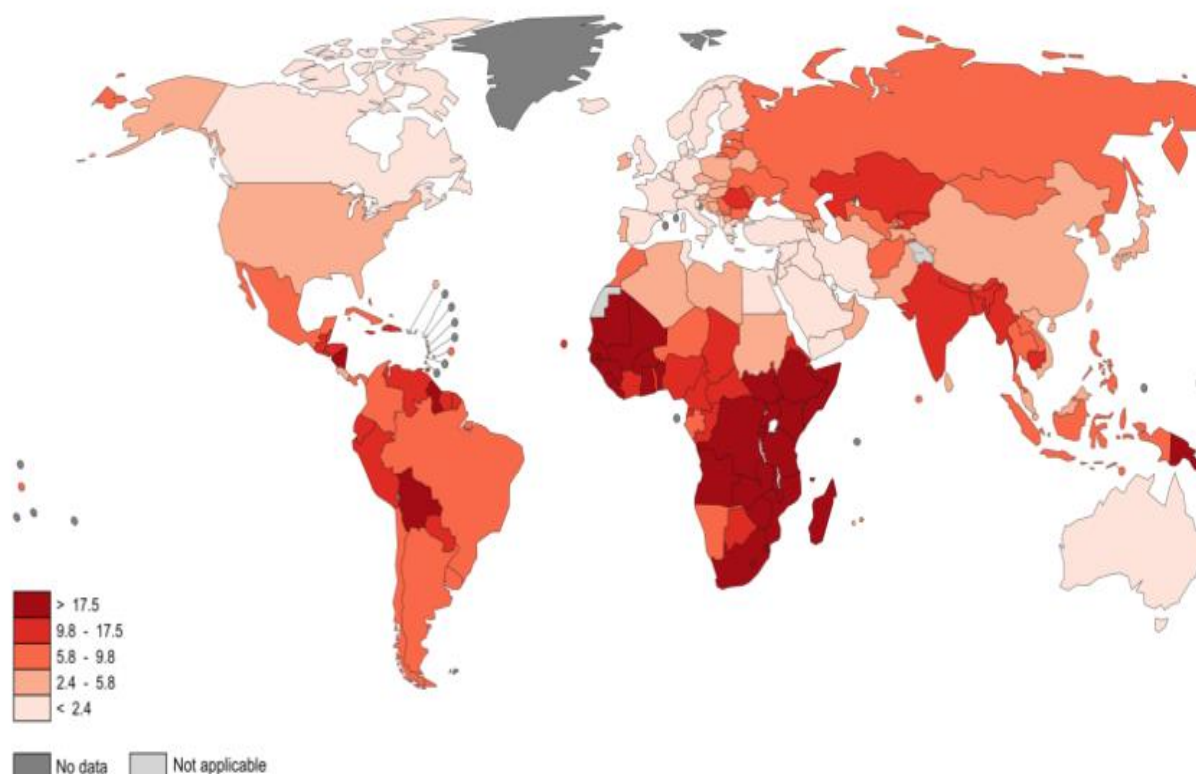 > 17.5
9.8 - 17.5
5.8 - 9.8
2.4 - 5.8
< 2.4
No data
Not applicable